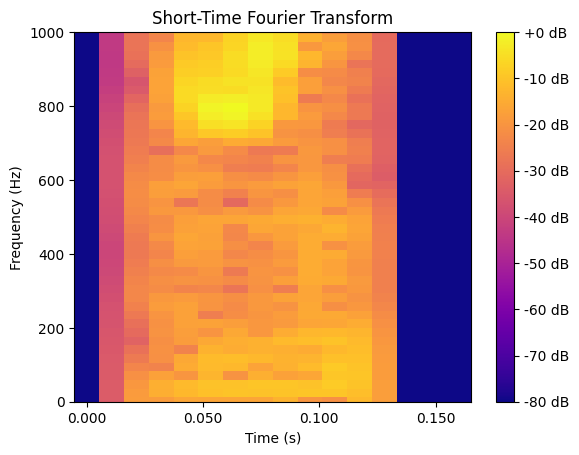 Short-Time Fourier Transform
1000
800
600
400
200
0
Frequency (Hz)
0.000
0.050
0.100
0.150
Time (s)
+0 dB
-10 dB
-20 dB
-30 dB
-40 dB
-50 dB
-60 dB
-70 dB
-80 dB